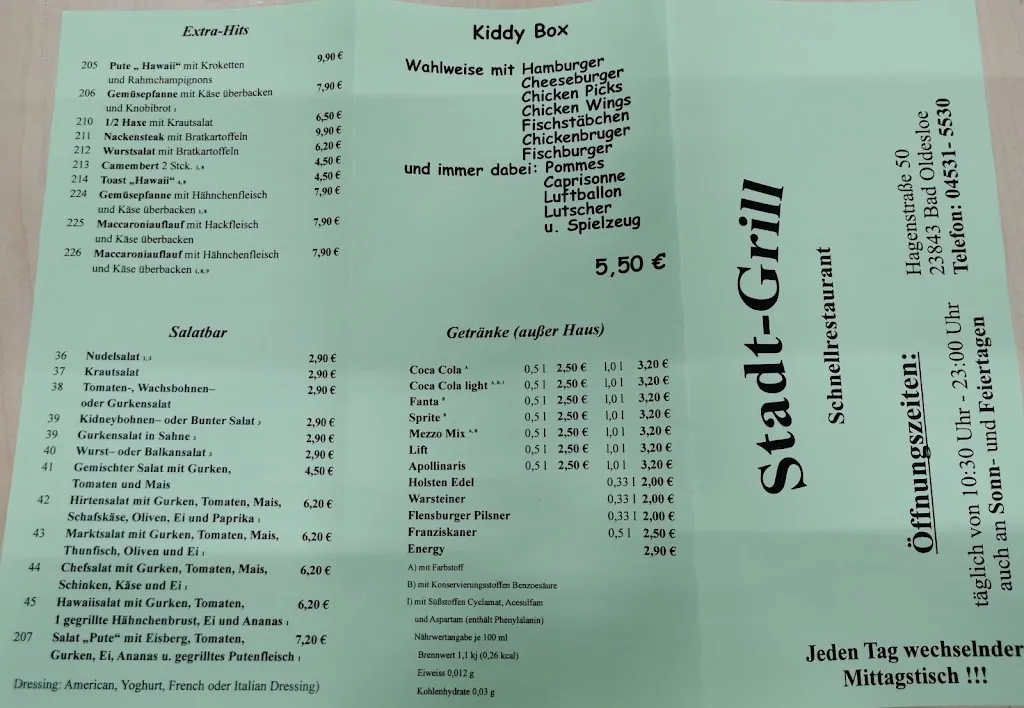 Extra-Hits
205 Pute „ Hawaii“ mit Kroketten 9,90 €
und Rahmchampignons
206 Gemüsepfanne mit Käse überbacken 7,90 €
und Knobibrot
210 1/2 Haxe mit Krautsalat 6,50 €
211 Nackensteak mit Bratkartoffeln 9,90 €
212 Wurstsalat mit Bratkartoffeln 6,20 €
213 Camembert 2 Stck. 4,50 €
214 Toast „Hawaii“ 4,50 €
224 Gemüsepfanne mit Hähnchenfleisch 7,90 €
und Käse überbacken
225 Maccaroniauflauf mit Hackfleisch 7,90 €
und Käse überbacken
226 Maccaroniauflauf mit Hähnchenfleisch 7,90 €
und Käse überbacken
Salatbar
36 Nudelsalat 2,90 €
37 Krautsalat 2,90 €
38 Tomaten-, Wachsbohnen– 2,90 €
oder Gurkensalat
39 Kidneybohnen– oder Bunter Salat 2,90 €
39 Gurkensalat in Sahne 2,90 €
40 Wurst– oder Balkansalat 2,90 €
41 Gemischter Salat mit Gurken, 4,50 €
Tomaten und Mais
42 Hirtensalat mit Gurken, Tomaten, Mais, 6,20 €
Schafskäse, Oliven, Ei und Paprika
43 Marktsalat mit Gurken, Tomaten, Mais, 6,20 €
Thunfisch, Oliven und Ei
44 Chefsalat mit Gurken, Tomaten, Mais, 6,20 €
Schinken, Käse und Ei
45 Hawaiisalat mit Gurken, Tomaten, 6,20 €
1 gegrillte Hähnchenbrust, Ei und Ananas
207 Salat „Pute“ mit Eisberg, Tomaten, 7,20 €
Gurken, Ei, Ananas u. gegrilltes Putenfleisch
Dressing: American, Yoghurt, French oder Italian Dressing)
Kiddy Box
Wahlweise mit Hamburger
Cheeseburger
Chicken Picks
Chicken Wings
Fischstäbchen
Chickenbruger
Fischburger
und immer dabei: Pommes
Caprisonne
Luftballon
Lutscher
u. Spielzeug
5,50 €
Getränke (außer Haus)
Coca Cola A 0,5 l 2,50 € 1,0 l 3,20 €
Coca Cola light 0,5 l 2,50 € 1,0 l 3,20 €
Fanta 0,5 l 2,50 € 1,0 l 3,20 €
Sprite 0,5 l 2,50 € 1,0 l 3,20 €
Mezzo Mix 0,5 l 2,50 € 1,0 l 3,20 €
Lift 0,5 l 2,50 € 1,0 l 3,20 €
Apollinaris 0,5 l 2,50 € 1,0 l 3,20 €
Holsten Edel 0,33 l 2,00 €
Warsteiner 0,33 l 2,00 €
Flensburger Pilsner 0,33 l 2,00 €
Franziskaner 0,5 l 2,50 €
Energy 2,90 €
A) mit Farbstoff
B) mit Konservierungsstoffen Benzoesäure
I) mit Süßstoffen Cyclamat, Acesulfam
und Aspartam (enthält Phenylalanin)
Nährwertangabe je 100 ml
Brennwert 1,1 kj (0,26 kcal)
Eiweiss 0,012 g
Kohlenhydrate 0,03 g
Stadt-Grill
Schnellrestaurant
Hagenstraße 50
23843 Bad Oldesloe
Telefon: 04531- 5530
Öffnungszeiten:
täglich von 10:30 Uhr - 23:00 Uhr
auch an Sonn- und Feiertagen
Jeden Tag wechselnder
Mittagstisch !!!